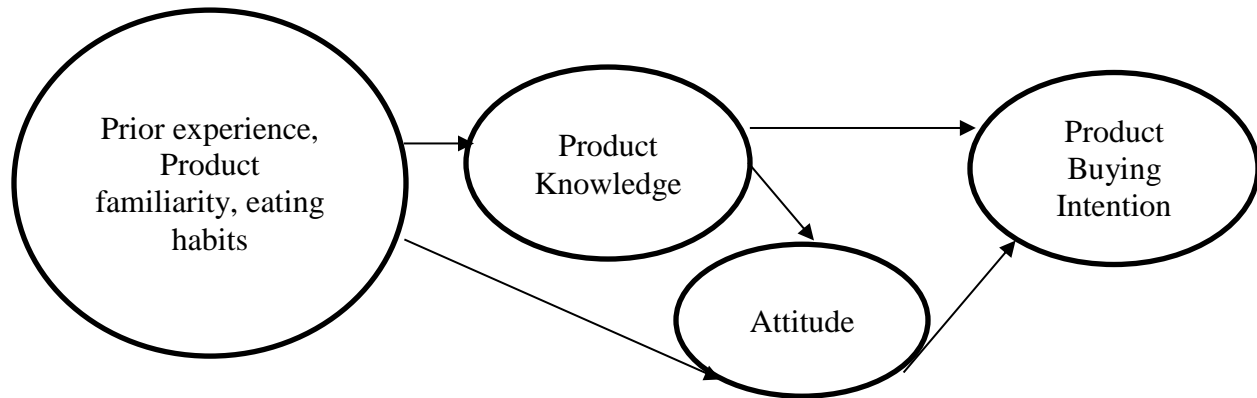 Prior experience,
Product
familiarity, eating
habits
Product
Knowledge
Attitude
Product
Buying
Intention